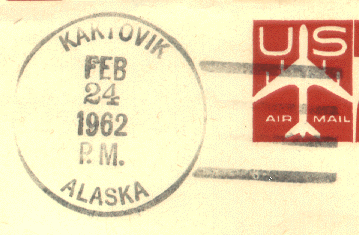 KAKTOVIK
FEB
24
1962
P.M.
ALASKA
US
AIR MAIL